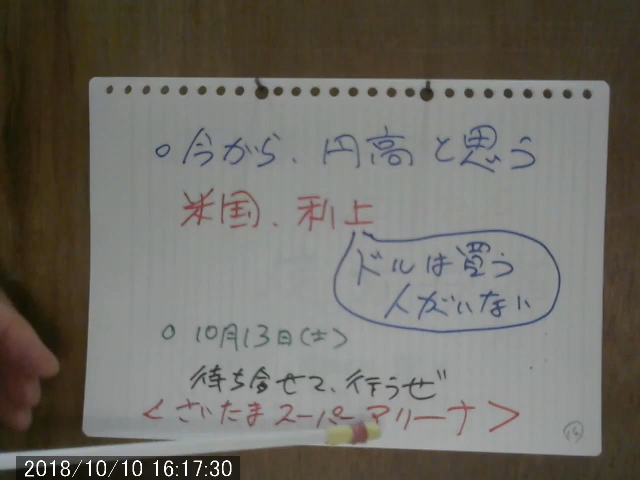 ○今から、円高と思う
米国、利上
ドルは買う
人がいない
○10月13日(土)
待ち合せて、行うぜ
<さいたまスーパーアリーナ>
2018/10/10 16:17:30